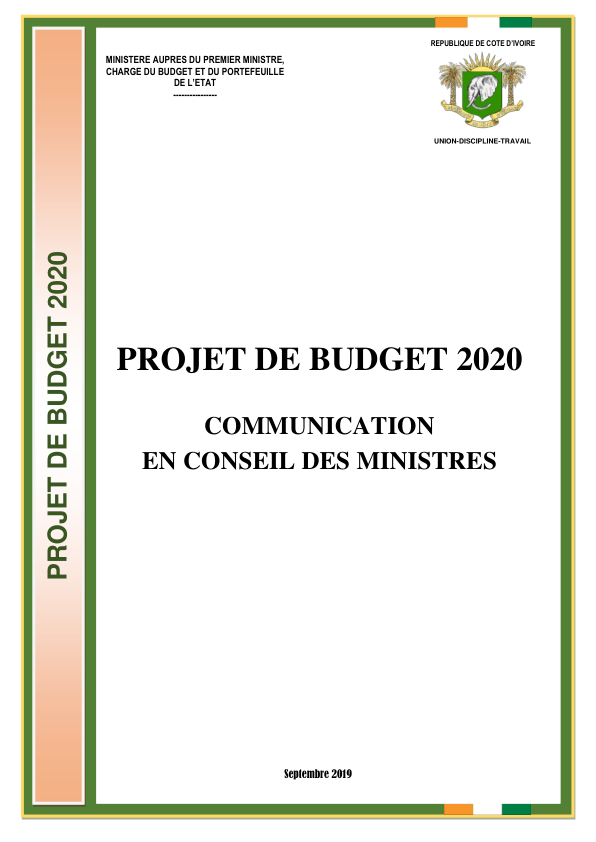 MINISTERE AUPRES DU PREMIER MINISTRE,
CHARGE DU BUDGET ET DU PORTEFEUILLE
DE L'ETAT
----------------
REPUBLIQUE DE COTE D'IVOIRE
UNION-DISCIPLINE-TRAVAIL
PROJET DE BUDGET 2020
PROJET DE BUDGET 2020
COMMUNICATION
EN CONSEIL DES MINISTRES
Septembre 2019